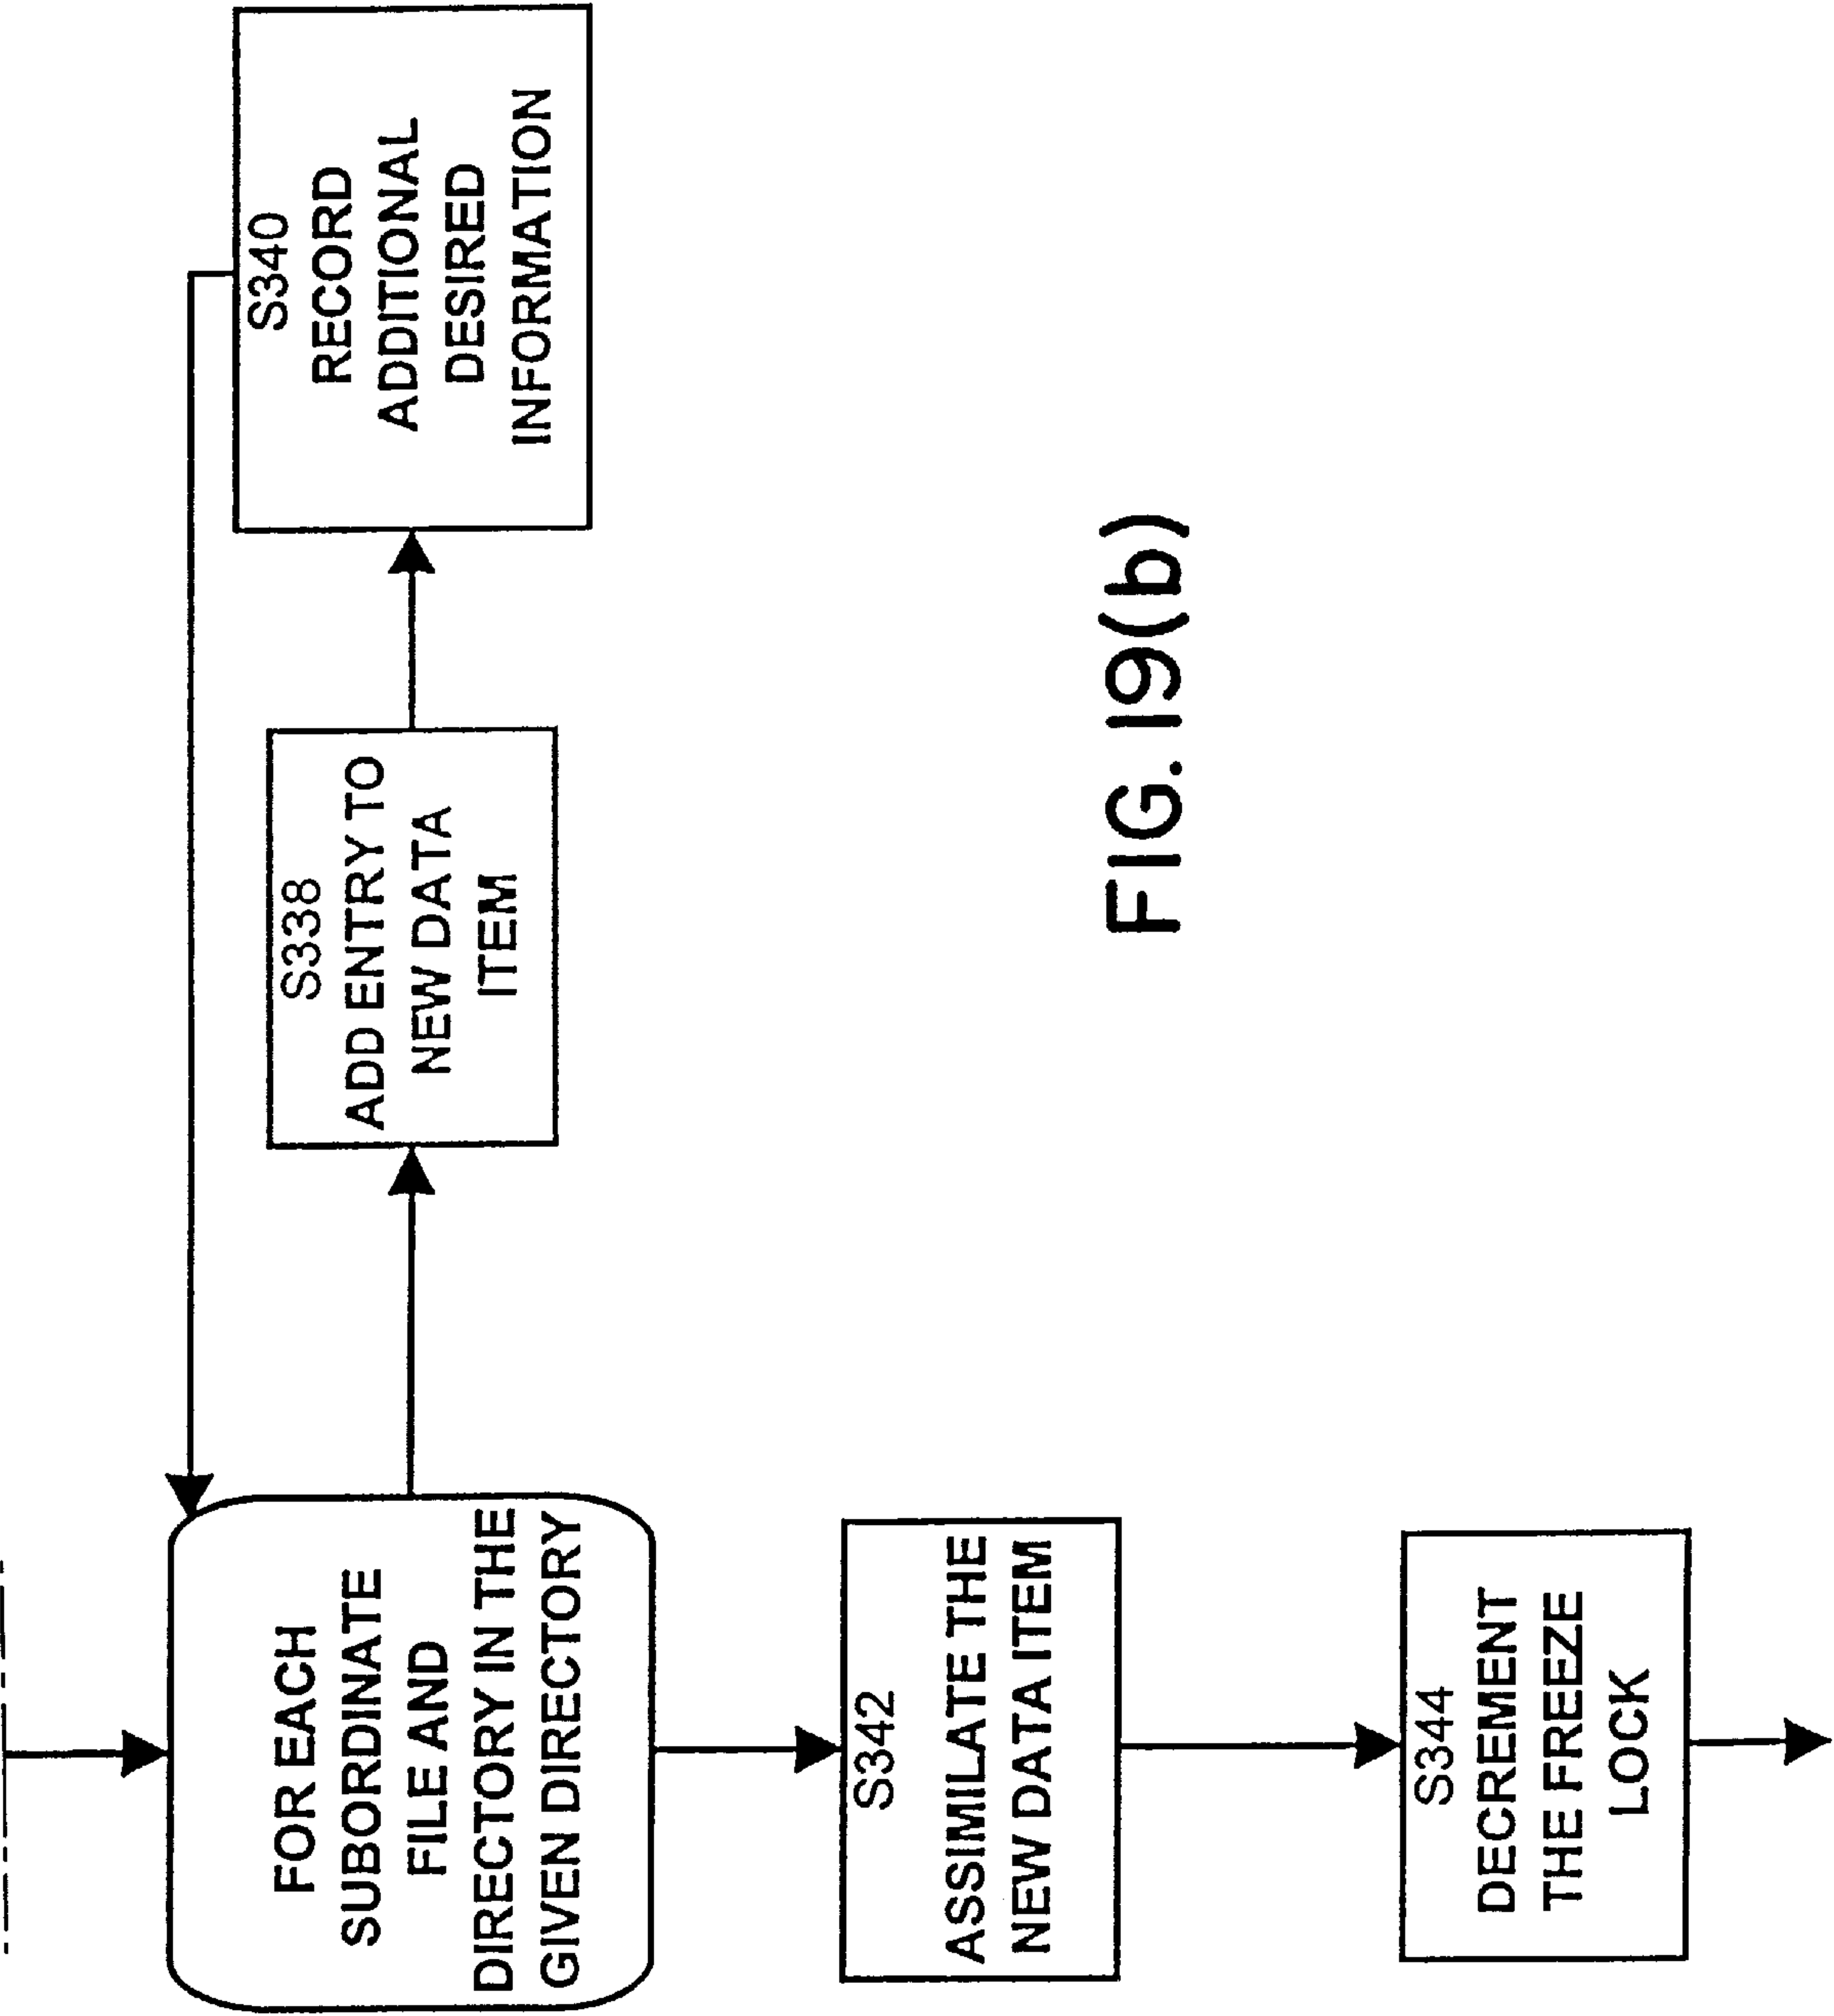 FOR EACH
SUBORDINATE
FILE AND
DIRECTORY IN THE
GIVEN DIRECTORY
S338
ADD ENTRY TO
NEW DATA
ITEM
S340
RECORD
ADDITIONAL
DESIRED
INFORMATION
S342
ASSIMILATE THE
NEW DATA ITEM
S344
DECREMENT
THE FREEZE
LOCK
FIG. 19(b)